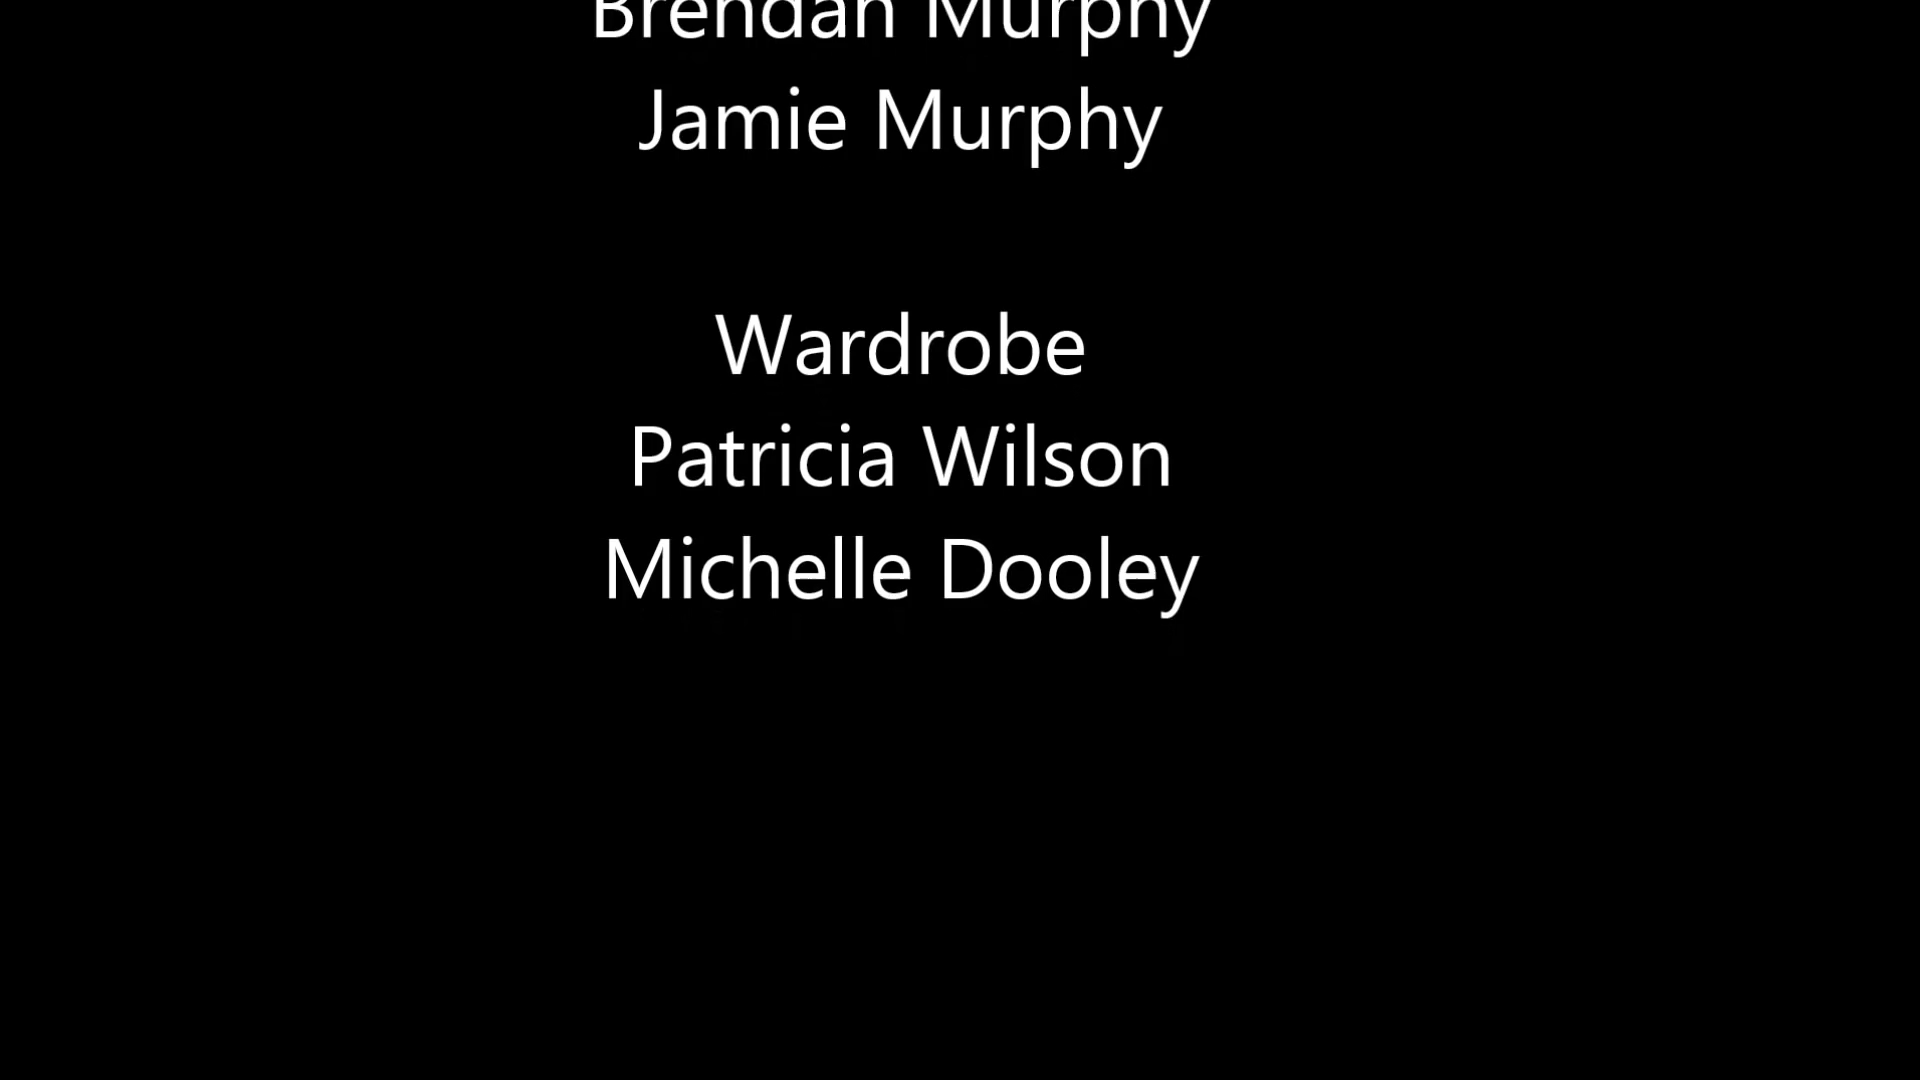 Brendan Murphy
Jamie Murphy
Wardrobe
Patricia Wilson
Michelle Dooley